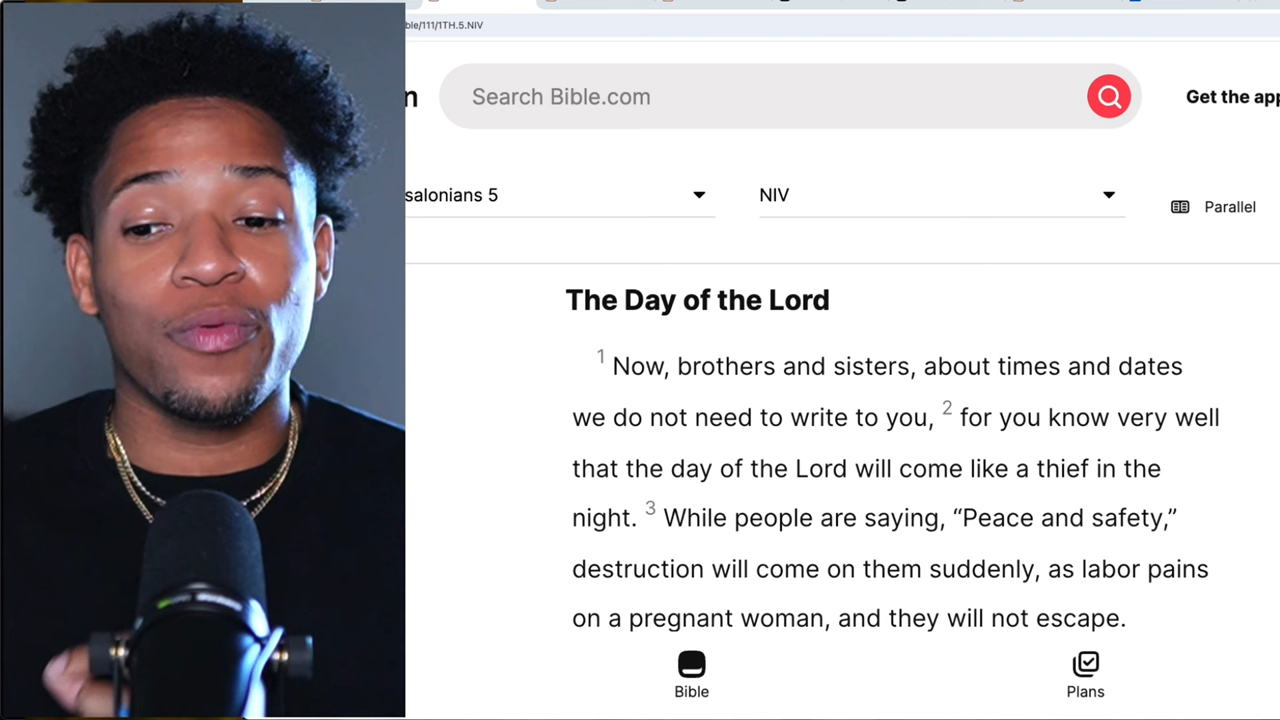 ble/111/1TH.5.NIV
n
Search Bible.com
Get the app
salonians 5
NIV
Parallel
The Day of the Lord
1 Now, brothers and sisters, about times and dates
we do not need to write to you, 2 for you know very well
that the day of the Lord will come like a thief in the
night. 3 While people are saying, “Peace and safety,”
destruction will come on them suddenly, as labor pains
on a pregnant woman, and they will not escape.
Bible
Plans